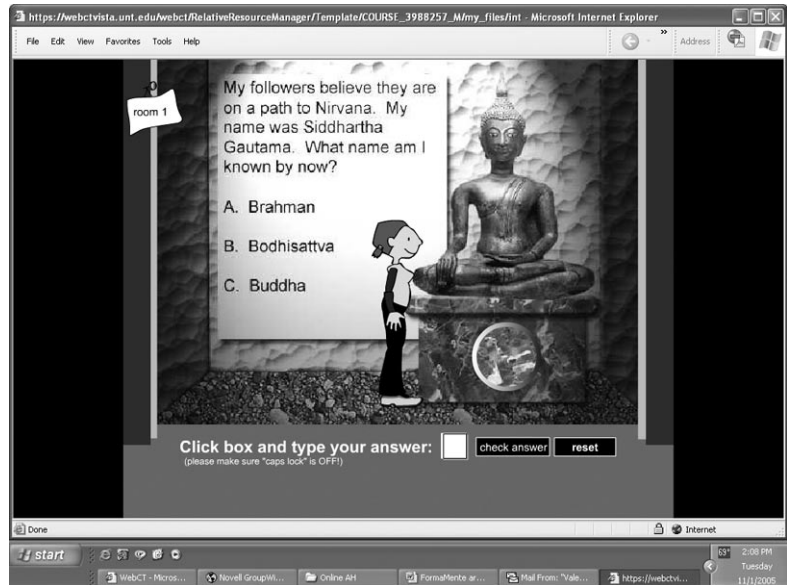 https://webctvista.unt.edu/webct/RelativeResourceManager/Template/COURSE_3988257_M/my_files/int - Microsoft Internet Explorer
File Edit View Favorites Tools Help
» Address
room 1
My followers believe they are
on a path to Nirvana. My
name was Siddhartha
Gautama. What name am I
known by now?
A. Brahman
B. Bodhisattva
C. Buddha
Click box and type your answer: check answer reset
(please make sure "caps lock" is OFF!)
Done Internet
start 69° 2:08 PM
Tuesday
WebCT - Micros... Novell GroupWi... Online AH FormaMente ar... Mail From: "Vale... https://webctvi...
11/1/2005